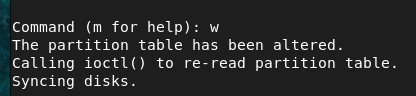 Command (m for help): w
The partition table has been altered.
Calling ioctl() to re-read partition table.
Syncing disks.